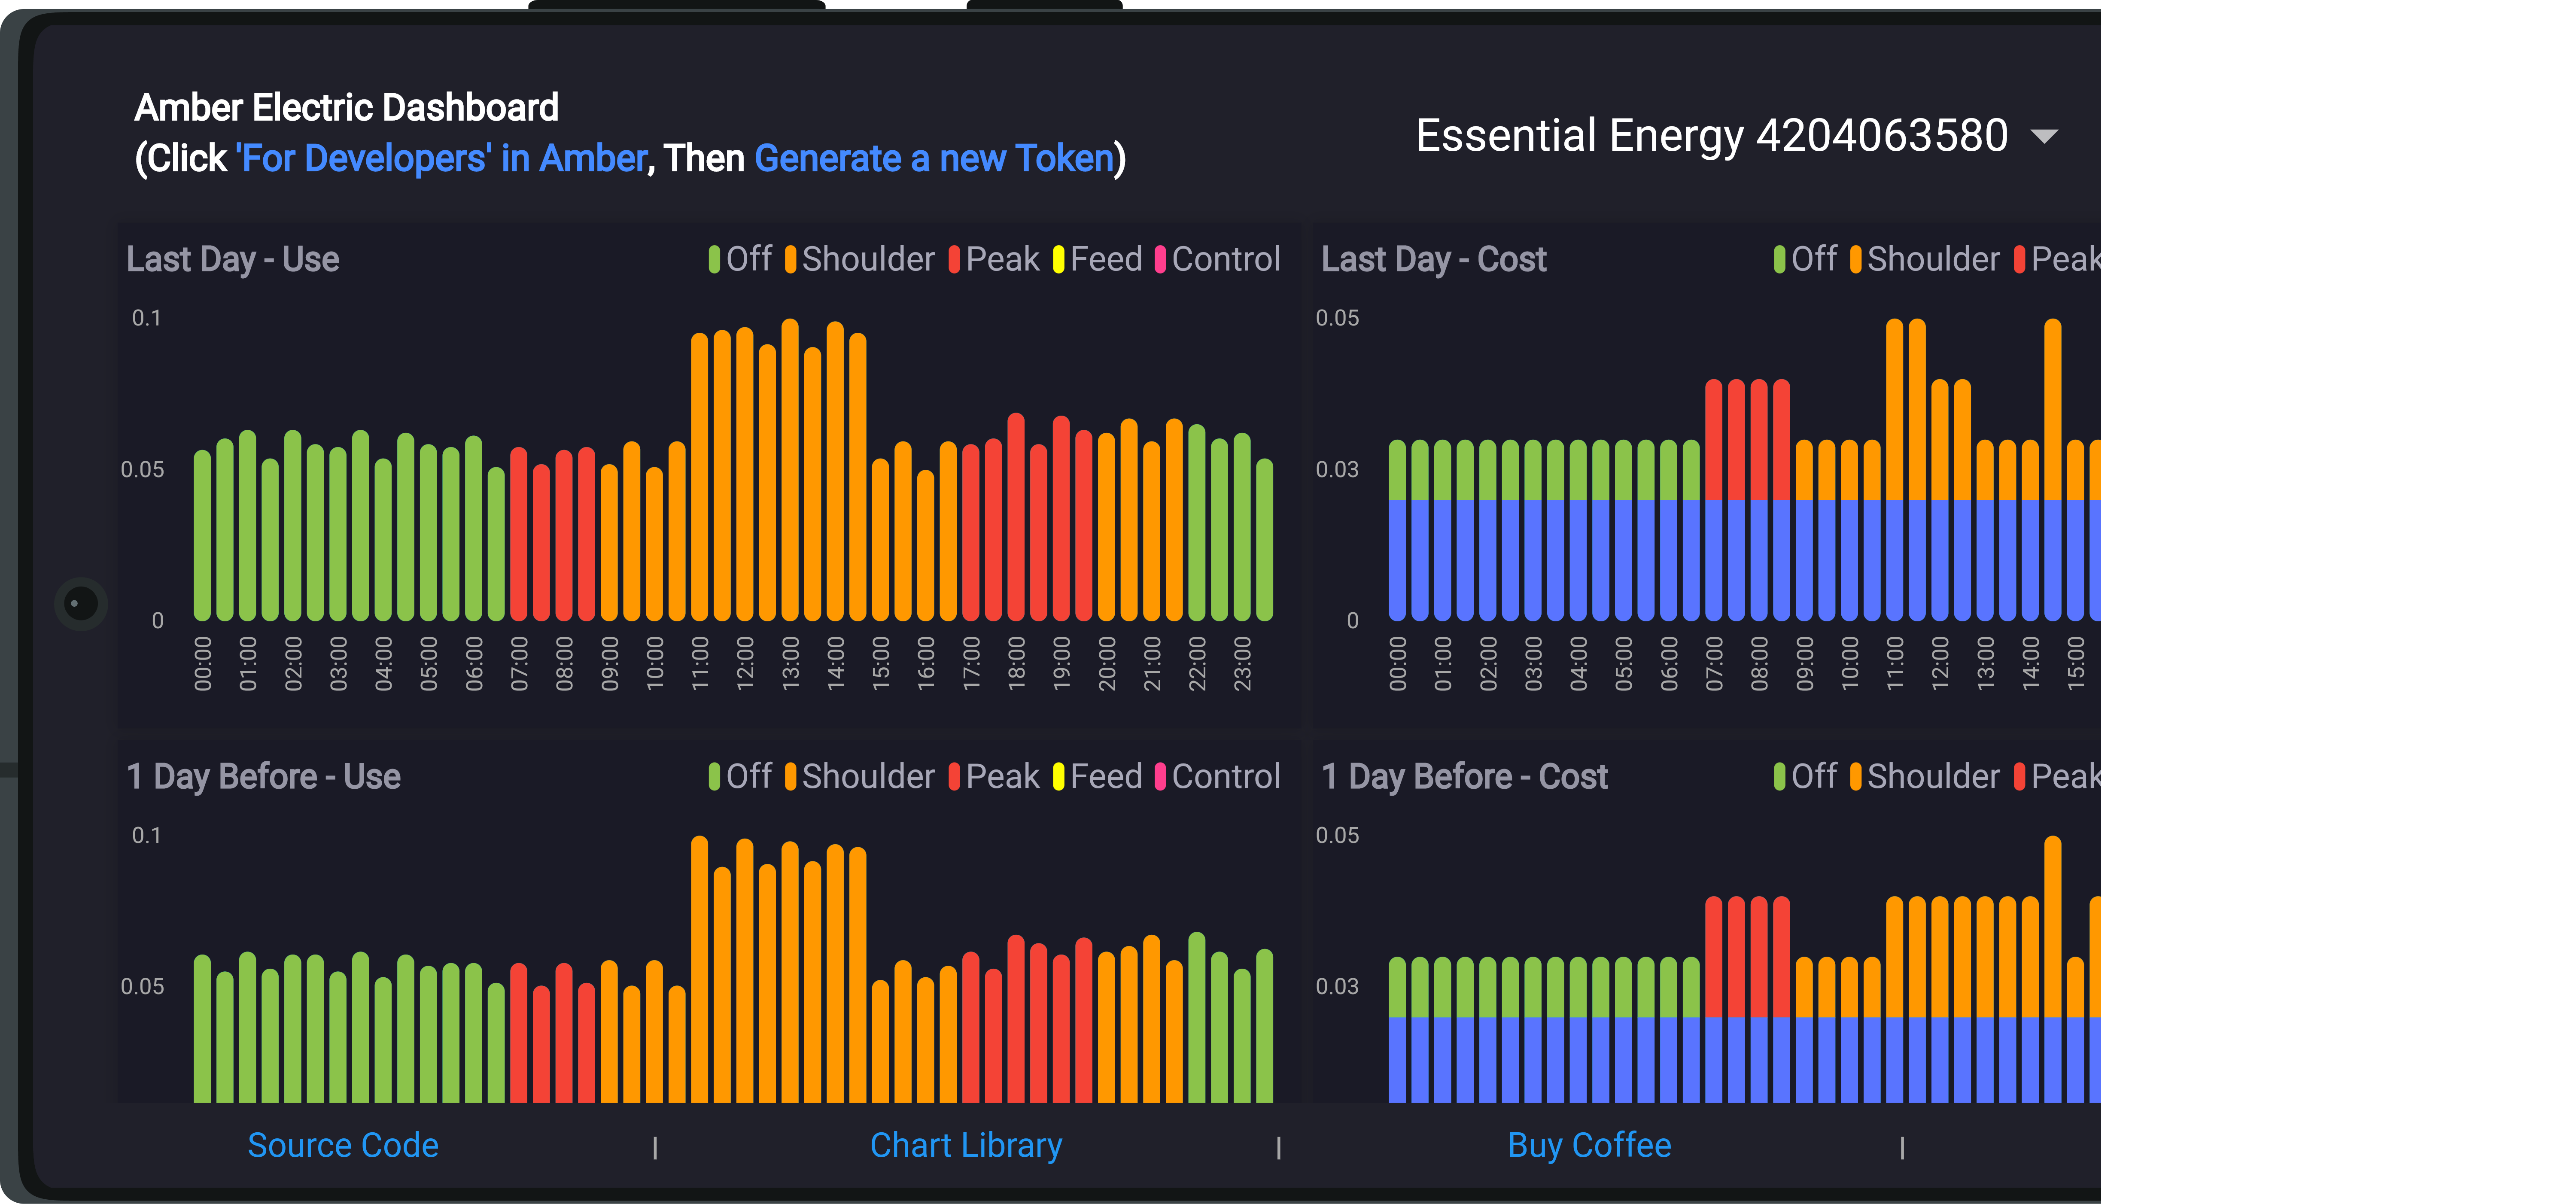 Amber Electric Dashboard
(Click 'For Developers' in Amber, Then Generate a new Token)
Essential Energy 4204063580
Last Day - Use
Off Shoulder Peak Feed Control
0.1
0.05
0
00:00 01:00 02:00 03:00 04:00 05:00 06:00 07:00 08:00 09:00 10:00 11:00 12:00 13:00 14:00 15:00 16:00 17:00 18:00 19:00 20:00 21:00 22:00 23:00
Last Day - Cost
Off Shoulder Peak
0.05
0.03
0
00:00 01:00 02:00 03:00 04:00 05:00 06:00 07:00 08:00 09:00 10:00 11:00 12:00 13:00 14:00 15:00
1 Day Before - Use
Off Shoulder Peak Feed Control
0.1
0.05
1 Day Before - Cost
Off Shoulder Peak
0.05
0.03
Source Code | Chart Library | Buy Coffee |